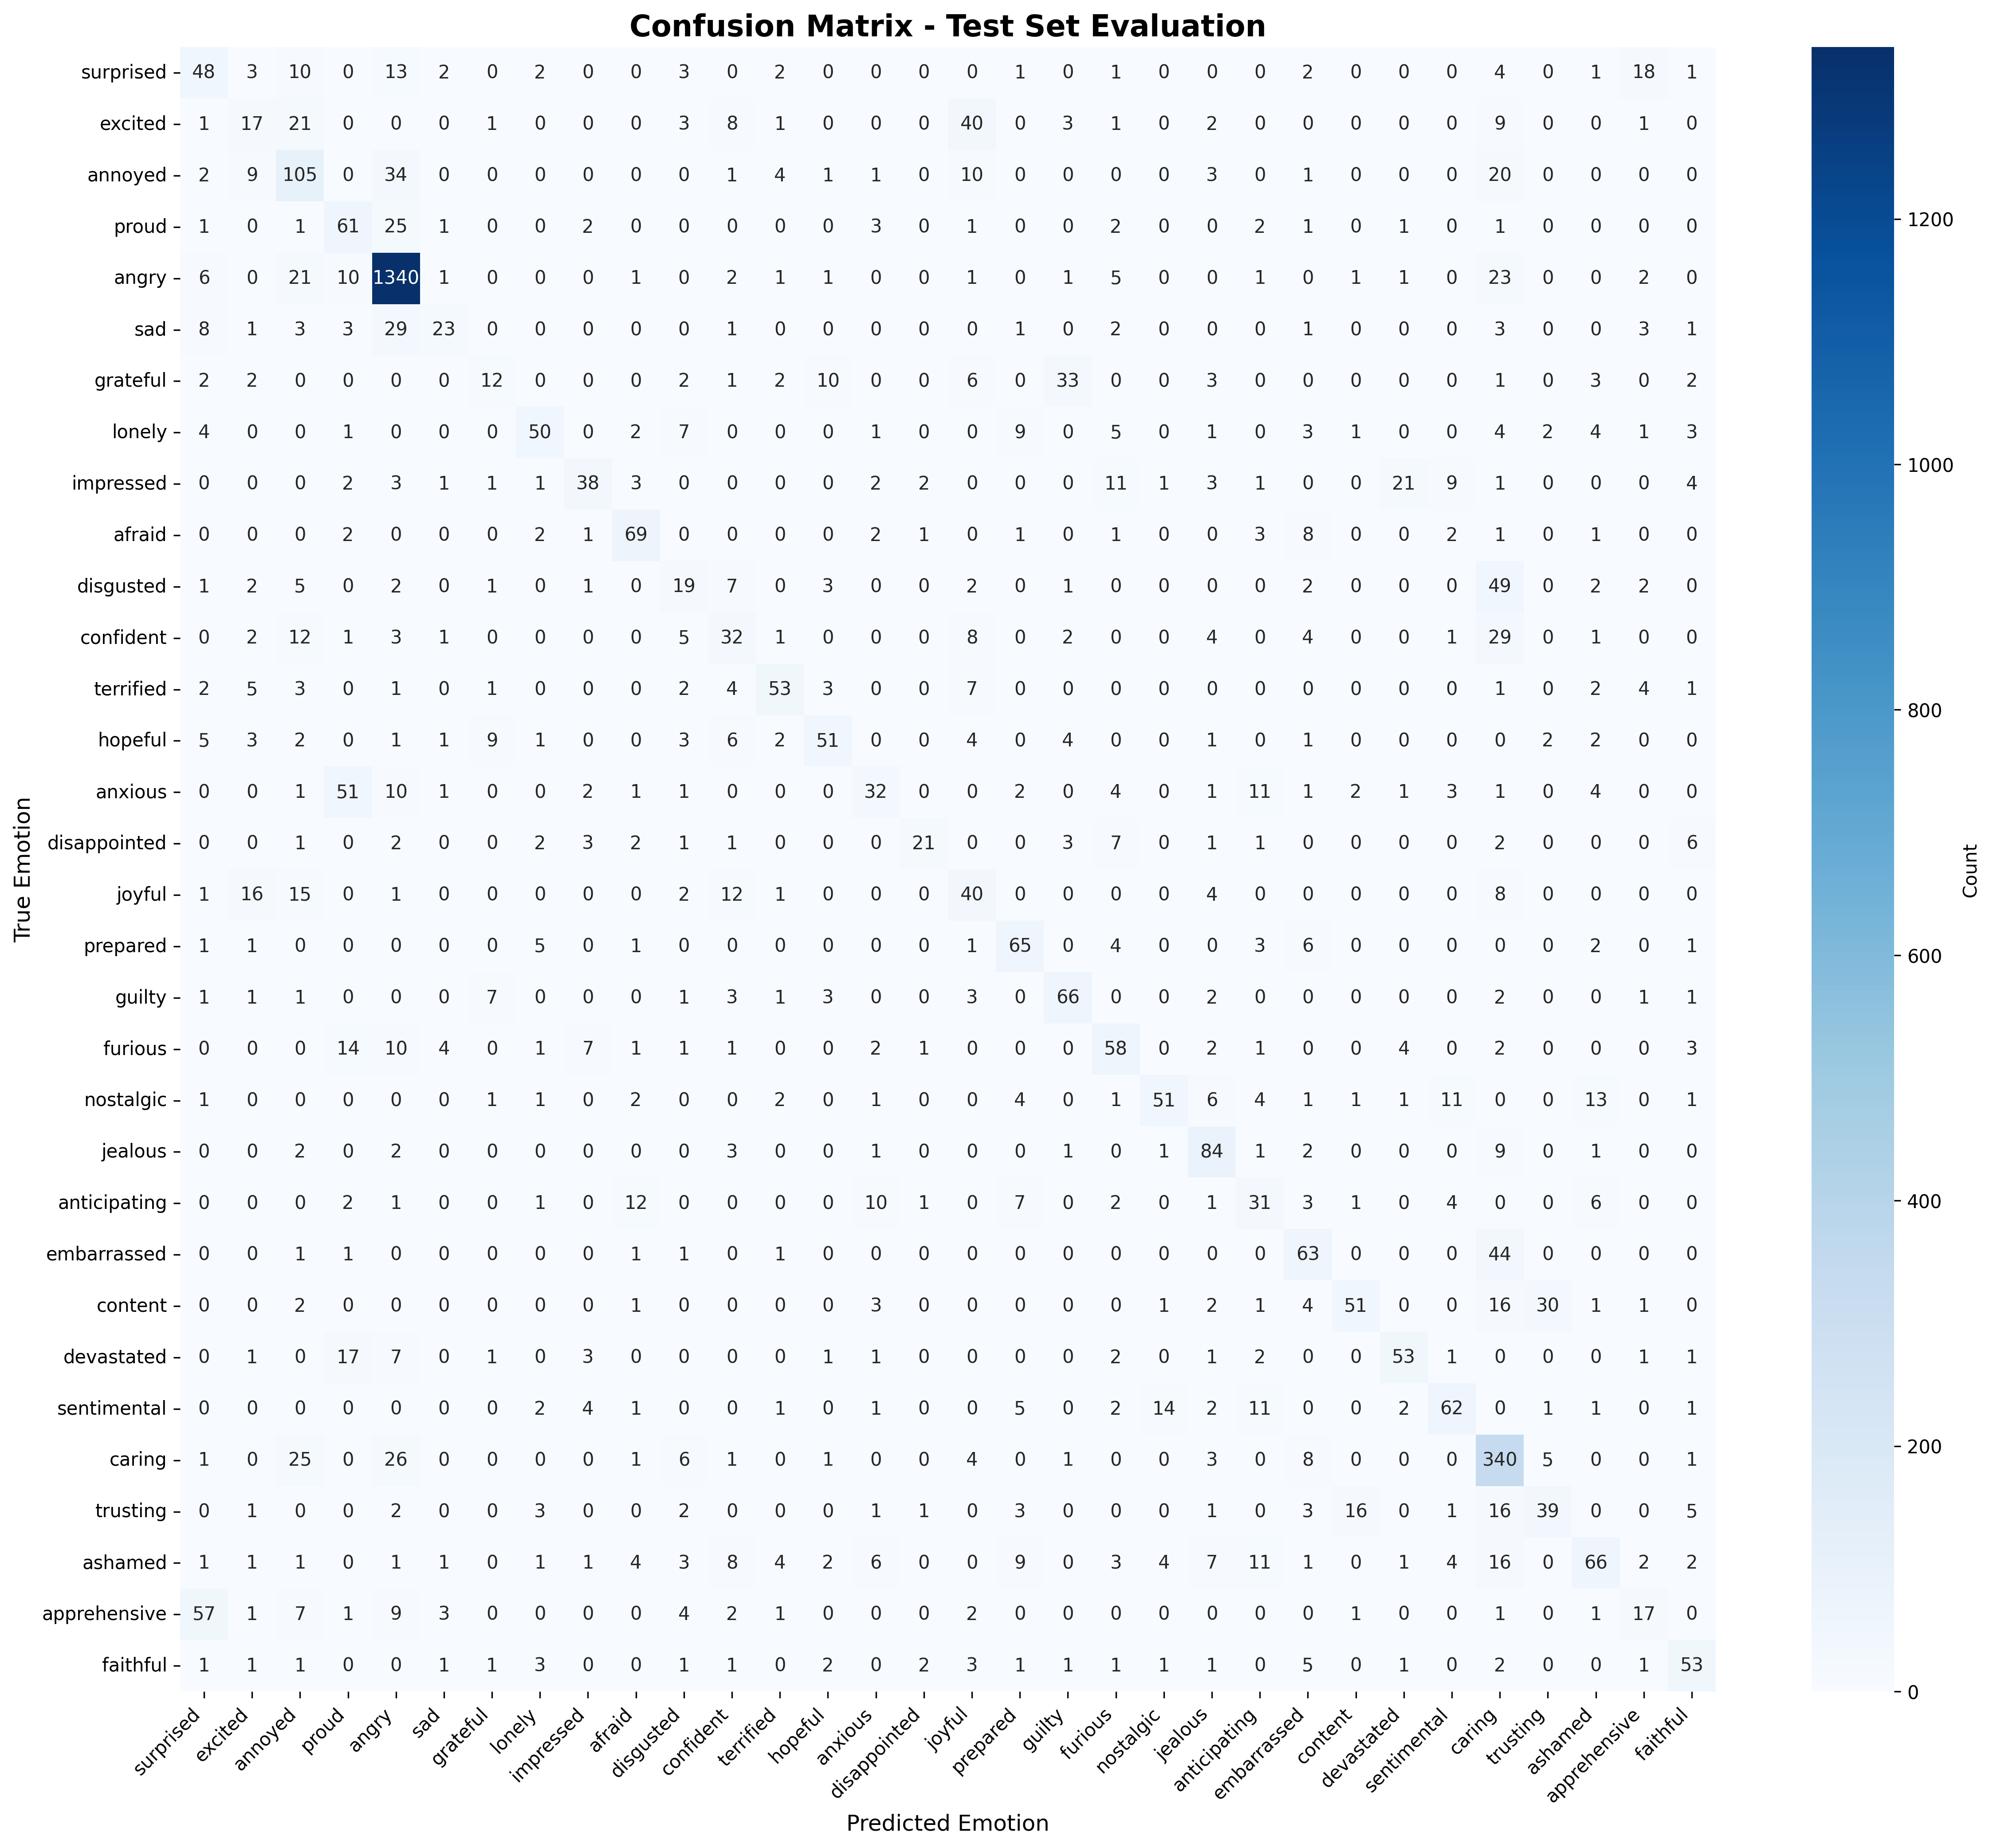 Confusion Matrix - Test Set Evaluation
surprised 48 3 10 0 13 2 0 2 0 0 3 0 2 0 0 0 0 1 0 1 0 0 0 2 0 0 0 4 0 1 18 1
excited 1 17 21 0 0 0 1 0 0 0 3 8 1 0 0 0 40 0 3 1 0 2 0 0 0 0 0 9 0 0 1 0
annoyed 2 9 105 0 34 0 0 0 0 0 0 1 4 1 1 0 10 0 0 0 0 3 0 1 0 0 0 20 0 0 0 0
1200
proud 1 0 1 61 25 1 0 0 2 0 0 0 0 0 3 0 1 0 0 2 0 0 2 1 0 1 0 1 0 0 0 0
angry 6 0 21 10 1340 1 0 0 0 1 0 2 1 1 0 0 1 0 1 5 0 0 1 0 1 1 0 23 0 0 2 0
sad 8 1 3 3 29 23 0 0 0 0 0 1 0 0 0 0 0 1 0 2 0 0 0 1 0 0 0 3 0 0 3 1
grateful 2 2 0 0 0 0 12 0 0 0 2 1 2 10 0 0 6 0 33 0 0 3 0 0 0 0 0 1 0 3 0 2
lonely 4 0 0 1 0 0 0 50 0 2 7 0 0 0 1 0 0 9 0 5 0 1 0 3 1 0 0 4 2 4 1 3
1000
impressed 0 0 0 2 3 1 1 1 38 3 0 0 0 0 2 2 0 0 0 11 1 3 1 0 0 21 9 1 0 0 0 4
afraid 0 0 0 2 0 0 0 2 1 69 0 0 0 0 2 1 0 1 0 1 0 0 3 8 0 0 2 1 0 1 0 0
disgusted 1 2 5 0 2 0 1 0 1 0 19 7 0 3 0 0 2 0 1 0 0 0 0 2 0 0 0 49 0 2 2 0
confident 0 2 12 1 3 1 0 0 0 0 5 32 1 0 0 0 8 0 2 0 0 4 0 4 0 0 1 29 0 1 0 0
terrified 2 5 3 0 1 0 1 0 0 0 2 4 53 3 0 0 7 0 0 0 0 0 0 0 0 0 0 1 0 2 4 1
800
hopeful 5 3 2 0 1 1 9 1 0 0 3 6 2 51 0 0 4 0 4 0 0 1 0 1 0 0 0 0 2 2 0 0
anxious 0 0 1 51 10 1 0 0 2 1 1 0 0 0 32 0 0 2 0 4 0 1 11 1 2 1 3 1 0 4 0 0
disappointed 0 0 1 0 2 0 0 2 3 2 1 1 0 0 0 21 0 0 3 7 0 1 1 0 0 0 0 2 0 0 0 6
True Emotion
Count
joyful 1 16 15 0 1 0 0 0 0 0 2 12 1 0 0 0 40 0 0 0 0 4 0 0 0 0 0 8 0 0 0 0
prepared 1 1 0 0 0 0 0 5 0 1 0 0 0 0 0 0 1 65 0 4 0 0 3 6 0 0 0 0 0 2 0 1
600
guilty 1 1 1 0 0 0 7 0 0 0 1 3 1 3 0 0 3 0 66 0 0 2 0 0 0 0 0 2 0 0 1 1
furious 0 0 0 14 10 4 0 1 7 1 1 1 0 0 2 1 0 0 0 58 0 2 1 0 0 4 0 2 0 0 0 3
nostalgic 1 0 0 0 0 0 1 1 0 2 0 0 2 0 1 0 0 4 0 1 51 6 4 1 1 1 11 0 0 13 0 1
jealous 0 0 2 0 2 0 0 0 0 0 0 3 0 0 1 0 0 0 1 0 1 84 1 2 0 0 0 9 0 1 0 0
anticipating 0 0 0 2 1 0 0 1 0 12 0 0 0 0 10 1 0 7 0 2 0 1 31 3 1 0 4 0 0 6 0 0
400
embarrassed 0 0 1 1 0 0 0 0 0 1 1 0 1 0 0 0 0 0 0 0 0 0 0 63 0 0 0 44 0 0 0 0
content 0 0 2 0 0 0 0 0 0 1 0 0 0 0 3 0 0 0 0 0 1 2 1 4 51 0 0 16 30 1 1 0
devastated 0 1 0 17 7 0 1 0 3 0 0 0 0 1 1 0 0 0 0 2 0 1 2 0 0 53 1 0 0 0 1 1
sentimental 0 0 0 0 0 0 0 2 4 1 0 0 1 0 1 0 0 5 0 2 14 2 11 0 0 2 62 0 1 1 0 1
200
caring 1 0 25 0 26 0 0 0 0 1 6 1 0 1 0 0 4 0 1 0 0 3 0 8 0 0 0 340 5 0 0 1
trusting 0 1 0 0 2 0 0 3 0 0 2 0 0 0 1 1 0 3 0 0 0 1 0 3 16 0 1 16 39 0 0 5
ashamed 1 1 1 0 1 1 0 1 1 4 3 8 4 2 6 0 0 9 0 3 4 7 11 1 0 1 4 16 0 66 2 2
apprehensive 57 1 7 1 9 3 0 0 0 0 4 2 1 0 0 0 2 0 0 0 0 0 0 0 1 0 0 1 0 1 17 0
faithful 1 1 1 0 0 1 1 3 0 0 1 1 0 2 0 2 3 1 1 1 1 1 0 5 0 1 0 2 0 0 1 53
0
surprised excited annoyed proud angry sad grateful lonely impressed afraid disgusted confident terrified hopeful anxious disappointed joyful prepared guilty furious nostalgic jealous anticipating embarrassed content devastated sentimental caring trusting ashamed apprehensive faithful
Predicted Emotion